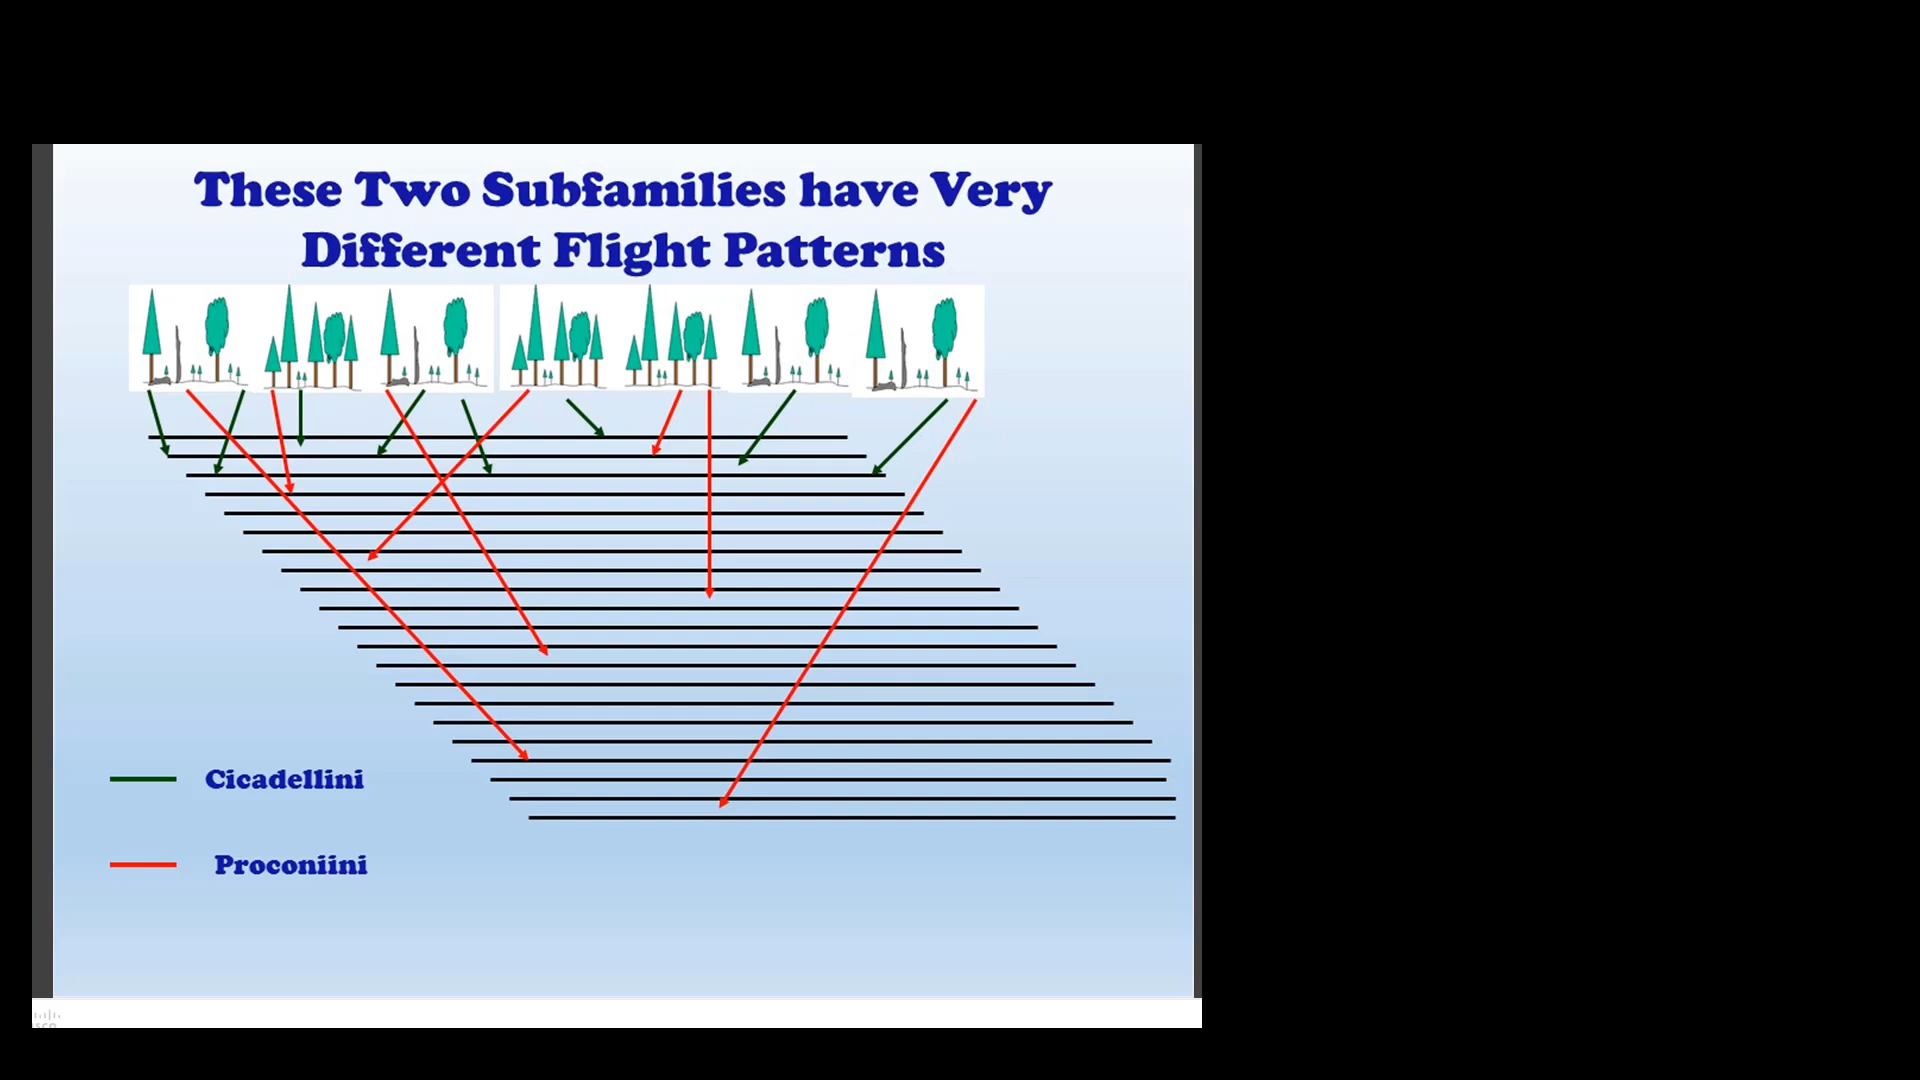 These Two Subfamilies have Very
Different Flight Patterns
Cicadellini
Proconiini